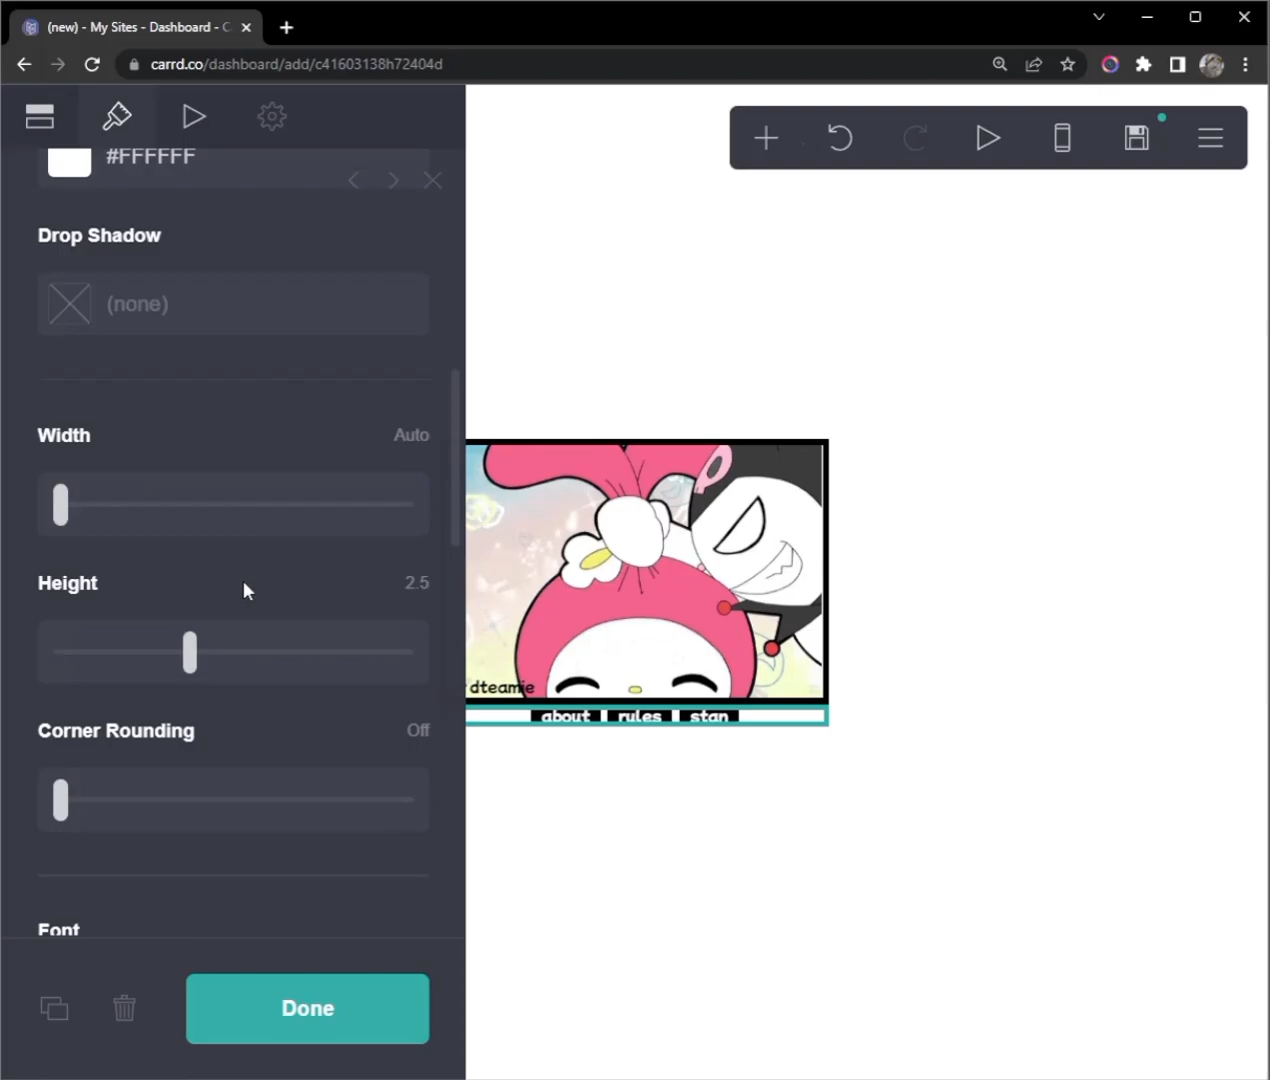 (new) - My Sites - Dashboard - C
carrd.co/dashboard/add/c41603138h72404d
#FFFFFF
Drop Shadow
(none)
Width
Auto
Height
2.5
Corner Rounding
Off
Font
Done
dteamie
about
rules
stan